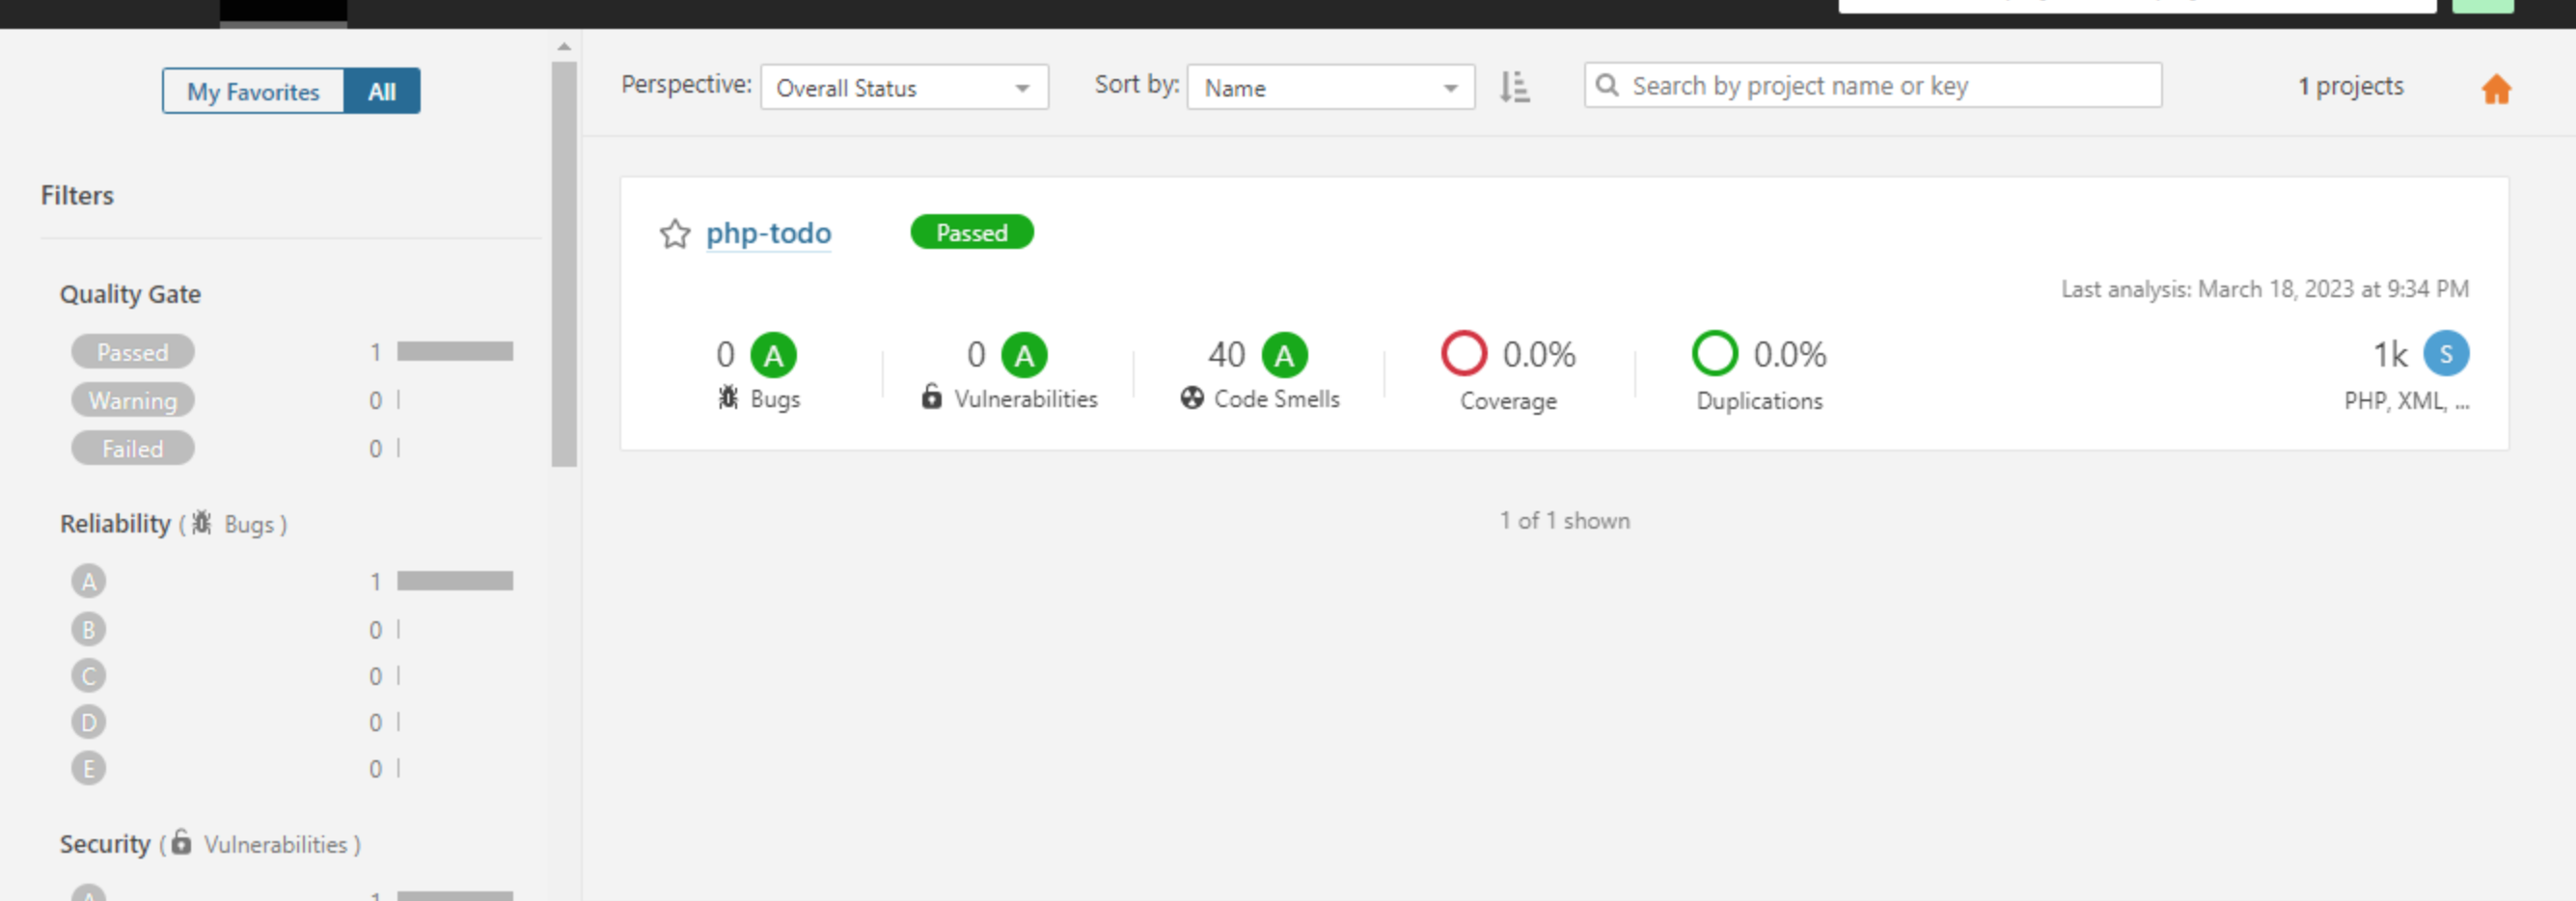 My Favorites All
Perspective: Overall Status Sort by: Name Search by project name or key 1 projects
Filters
php-todo Passed
Last analysis: March 18, 2023 at 9:34 PM
0 A 0 A 40 A 0.0% 0.0% 1k S
Bugs Vulnerabilities Code Smells Coverage Duplications PHP, XML, ...
1 of 1 shown
Quality Gate
Passed 1
Warning 0
Failed 0
Reliability ( Bugs )
A 1
B 0
C 0
D 0
E 0
Security ( Vulnerabilities )
A 1